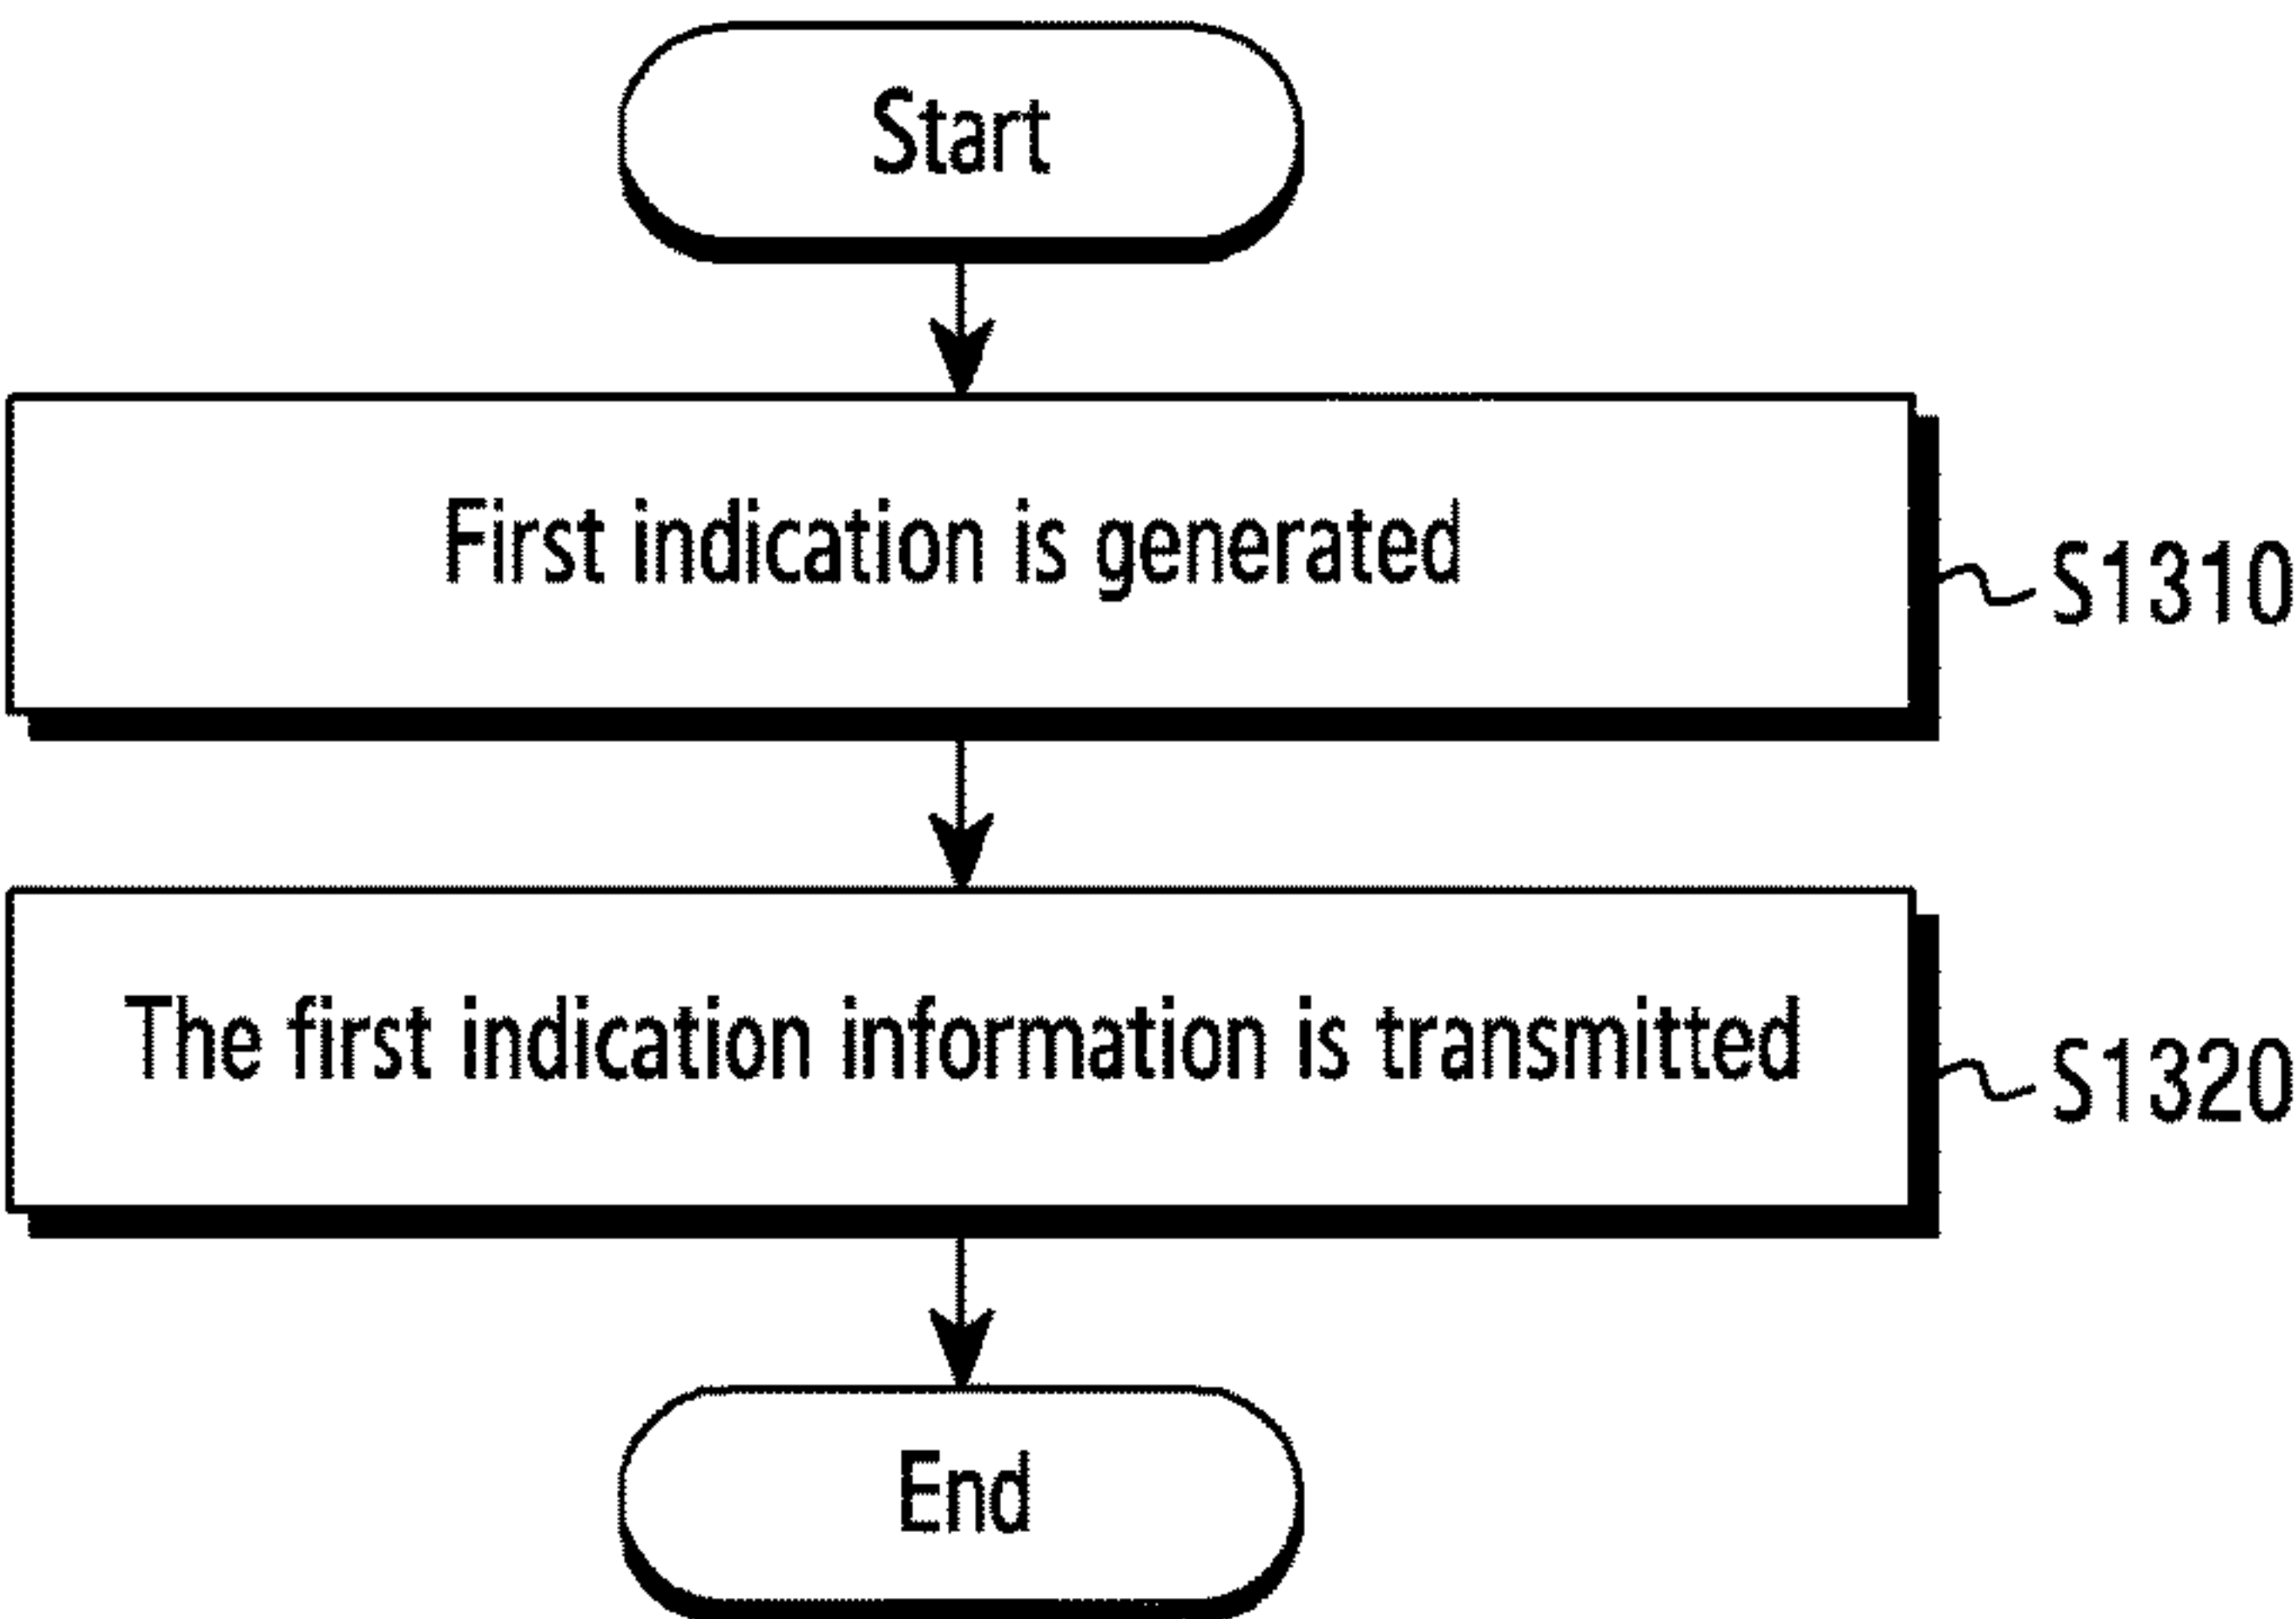 Start
First indication is generated
S1310
The first indication information is transmitted
S1320
End